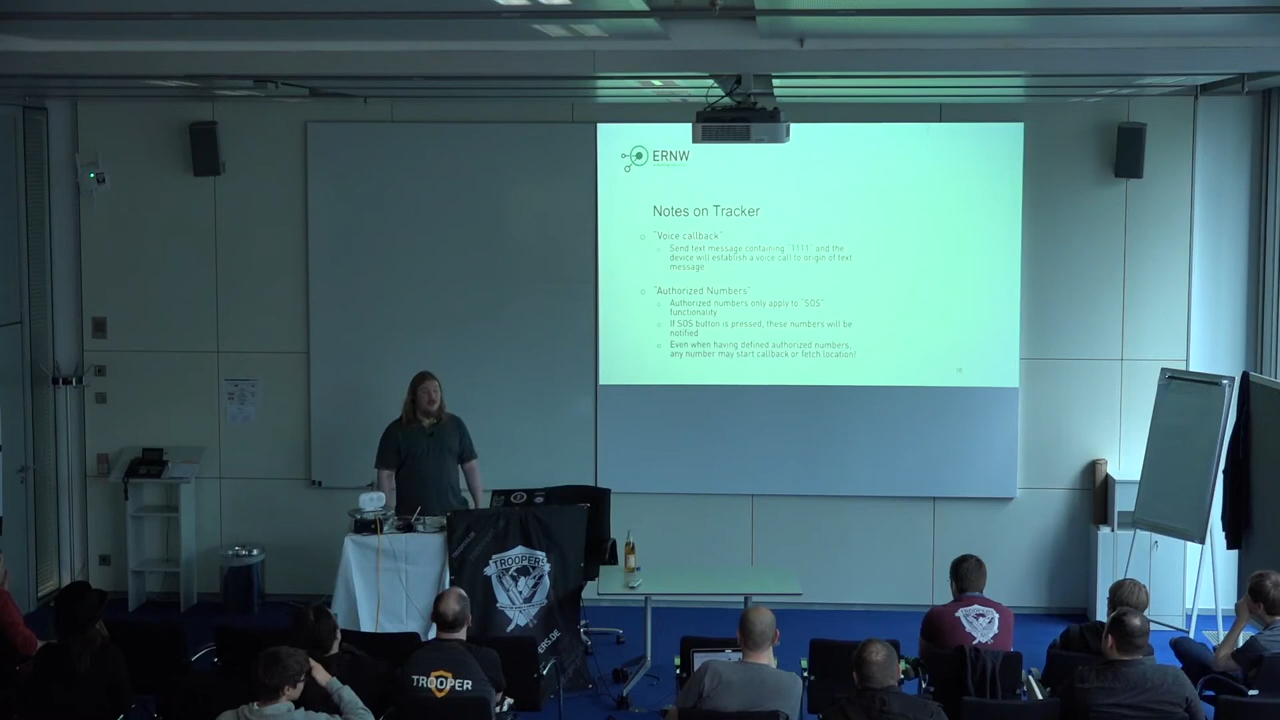 ERNW
Notes on Tracker
"Voice callback"
Send text message containing "1111" and the
device will establish a voice call to origin of text
message
"Authorized Numbers"
Authorized numbers only apply to "SOS"
functionality
If SOS button is pressed, these numbers will be
notified
Even when having defined authorized numbers,
any number may start callback or fetch location!
TROOPERS
TROOPER
TROOPERS